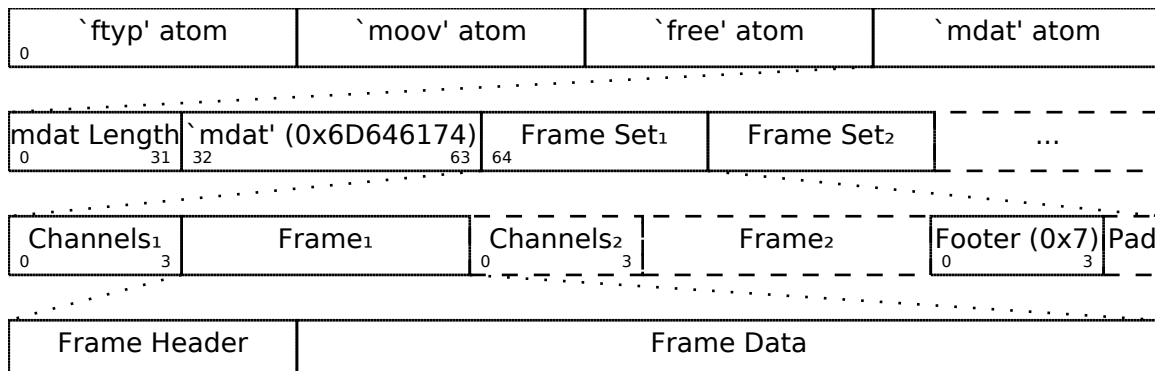 `ftyp' atom `moov' atom `free' atom `mdat' atom
0
mdat Length `mdat' (0x6D646174) Frame Set₁ Frame Set₂ ...
0 31 32 63 64
Channels₁ Frame₁ Channels₂ Frame₂ Footer (0x7) Pad
0 3 0 3 0 3
Frame Header Frame Data